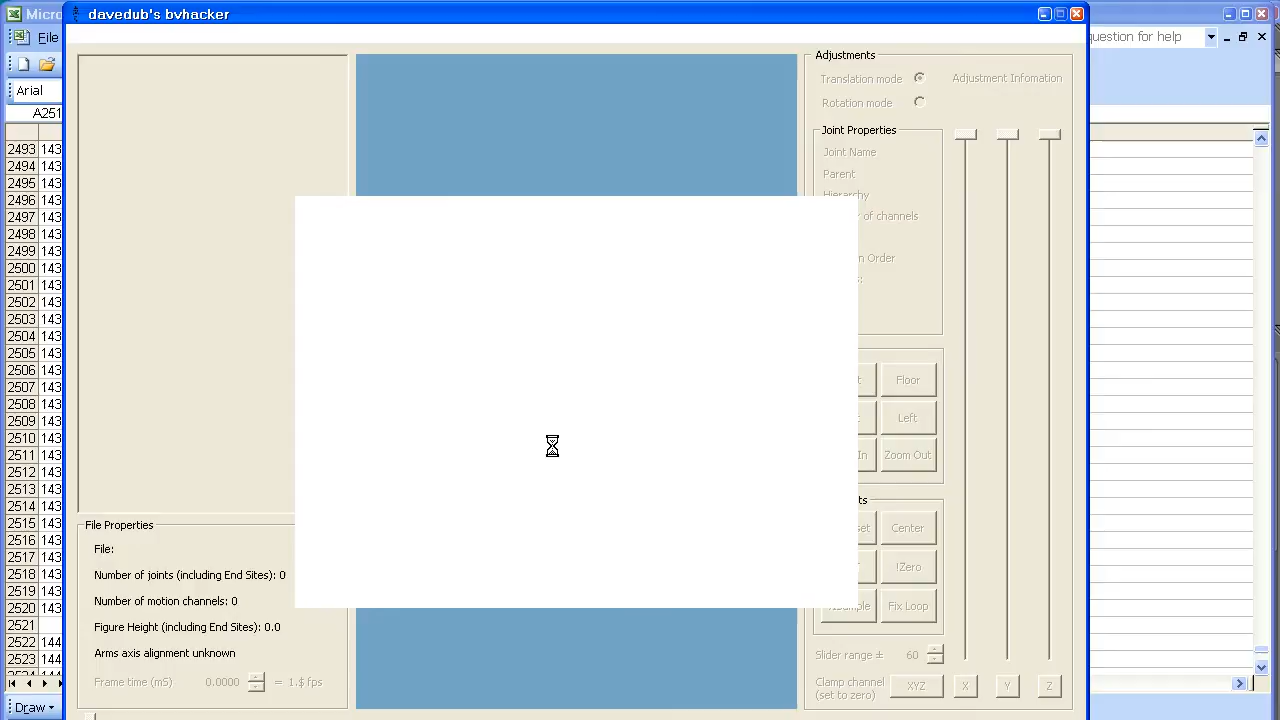 Micro
davedub's bvhacker
File
question for help
Arial
A251
Adjustments
Translation mode
Adjustment Infomation
Rotation mode
Joint Properties
Joint Name
Parent
Hierarchy
of channels
n Order
Floor
Left
In
Zoom Out
Center
!Zero
Fix Loop
Slider range ± 60
Clamp channel
(set to zero)
XYZ
X
Y
Z
File Properties
File:
Number of joints (including End Sites): 0
Number of motion channels: 0
Figure Height (including End Sites): 0.0
Arms axis alignment unknown
Frame time (mS) 0.0000 = 1.$ fps
2493 143
2494 143
2495 143
2496 143
2497 143
2498 143
2499 143
2500 143
2501 143
2502 143
2503 143
2504 143
2505 143
2506 143
2507 143
2508 143
2509 143
2510 143
2511 143
2512 143
2513 143
2514 143
2515 143
2516 143
2517 143
2518 143
2519 143
2520 143
2521
2522 144
2523 144
Draw